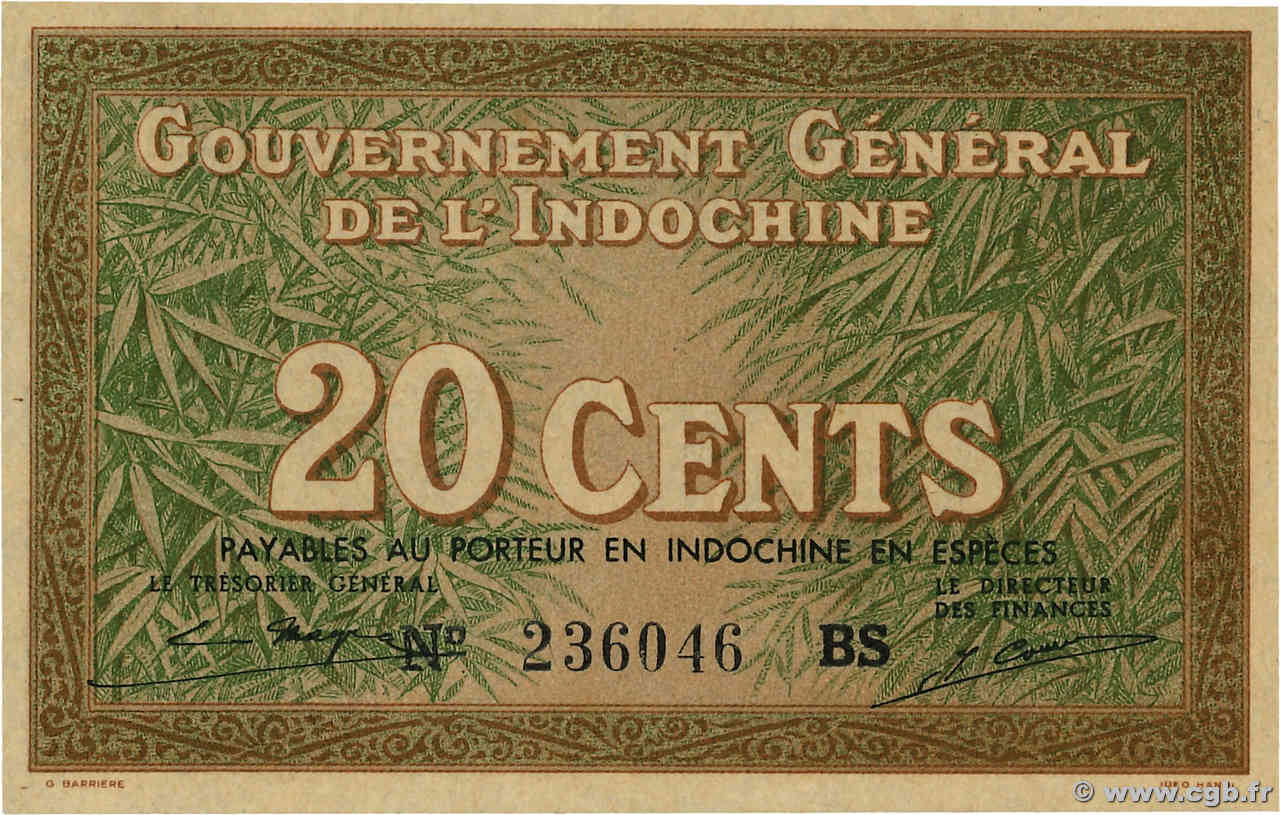 GOUVERNEMENT GÉNÉRAL
DE L'INDOCHINE
20 CENTS
PAYABLES AU PORTEUR EN INDOCHINE EN ESPÈCES
LE TRÉSORIER GÉNÉRAL
LE DIRECTEUR
DES FINANCES
No 236046 BS
G. BARRIERE
© www.cgb.fr